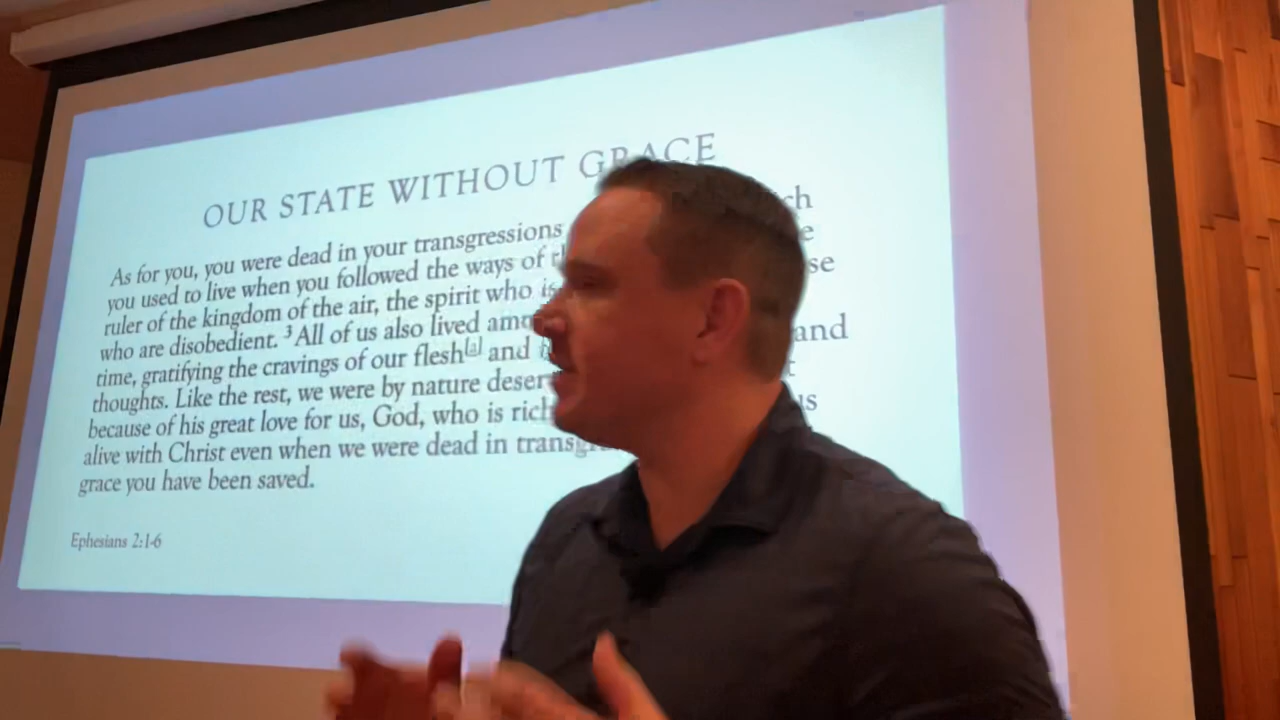 OUR STATE WITHOUT GRACE
As for you, you were dead in your transgressions
you used to live when you followed the ways of
ruler of the kingdom of the air, the spirit who is
who are disobedient. ³ All of us also lived
time, gratifying the cravings of our flesh[a] and and
thoughts. Like the rest, we were by nature
because of his great love for us, God, who is rich
alive with Christ even when we were dead in
grace you have been saved.
Ephesians 2:1-6